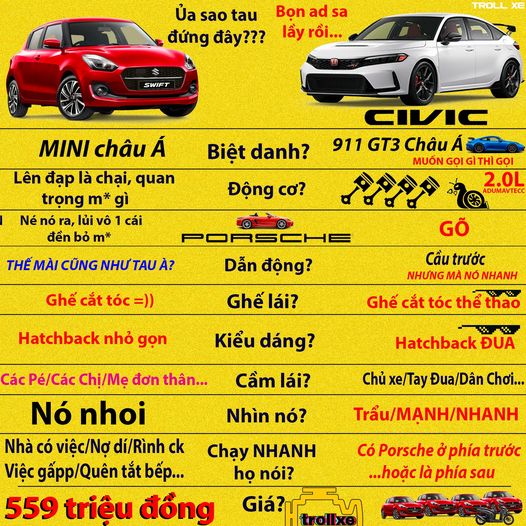 TROLL XE
Ủa sao tau
đứng đây???
Bọn ad sa
lầy rồi...
SWIFT
CIVIC
MINI châu Á
Biệt danh?
911 GT3 Châu Á
MUỐN GỌI GÌ THÌ GỌI
Lên đạp là chại, quan
trọng m* gì
Động cơ?
2.0L
ADUMAVTECC
Né nó ra, lủi vô 1 cái
đền bỏ m*
PORSCHE
GÕ
THẾ MÀI CŨNG NHƯ TAU À?
Dẫn động?
Cầu trước
NHƯNG MÀ NÓ NHANH
Ghế cắt tóc =))
Ghế lái?
Ghế cắt tóc thể thao
Hatchback nhỏ gọn
Kiểu dáng?
Hatchback ĐUA
Các Pé/Các Chị/Mẹ đơn thân...
Cầm lái?
Chủ xe/Tay Đua/Dân Chơi...
Nó nhoi
Nhìn nó?
Trẩu/MẠNH/NHANH
Nhà có việc/Nợ dí/Rình ck
Việc gấpp/Quên tắt bếp...
Chạy NHANH
họ nói?
Có Porsche ở phía trước
...hoặc là phía sau
559 triệu đồng
Giá?
trollxe